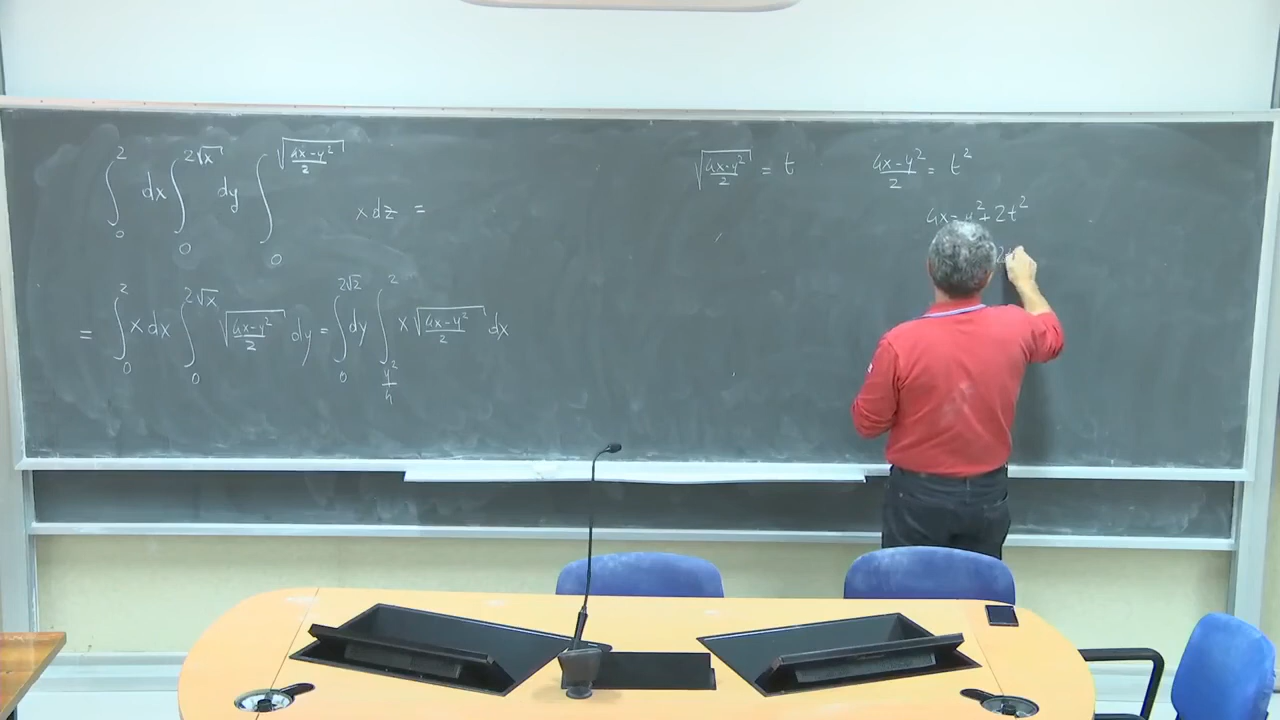 ∫₀² dx ∫₀^{2√x} dy ∫₀^{√((4x-y²)/2)} x dz =
= ∫₀² x dx ∫₀^{2√x} √((4x-y²)/2) dy = ∫₀^{2√2} dy ∫_{y²/4}² x √((4x-y²)/2) dx
√((4x-y²)/2) = t
(4x-y²)/2 = t²
4x = y² + 2t²